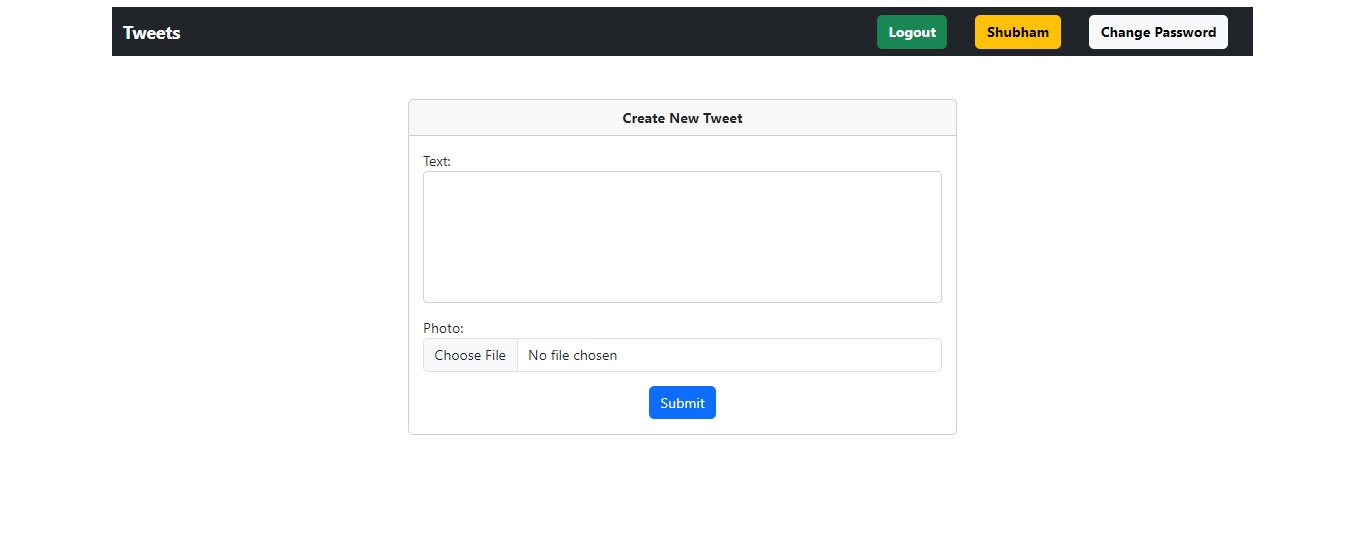 Tweets Logout Shubham Change Password
Create New Tweet
Text:
Photo:
Choose File No file chosen
Submit